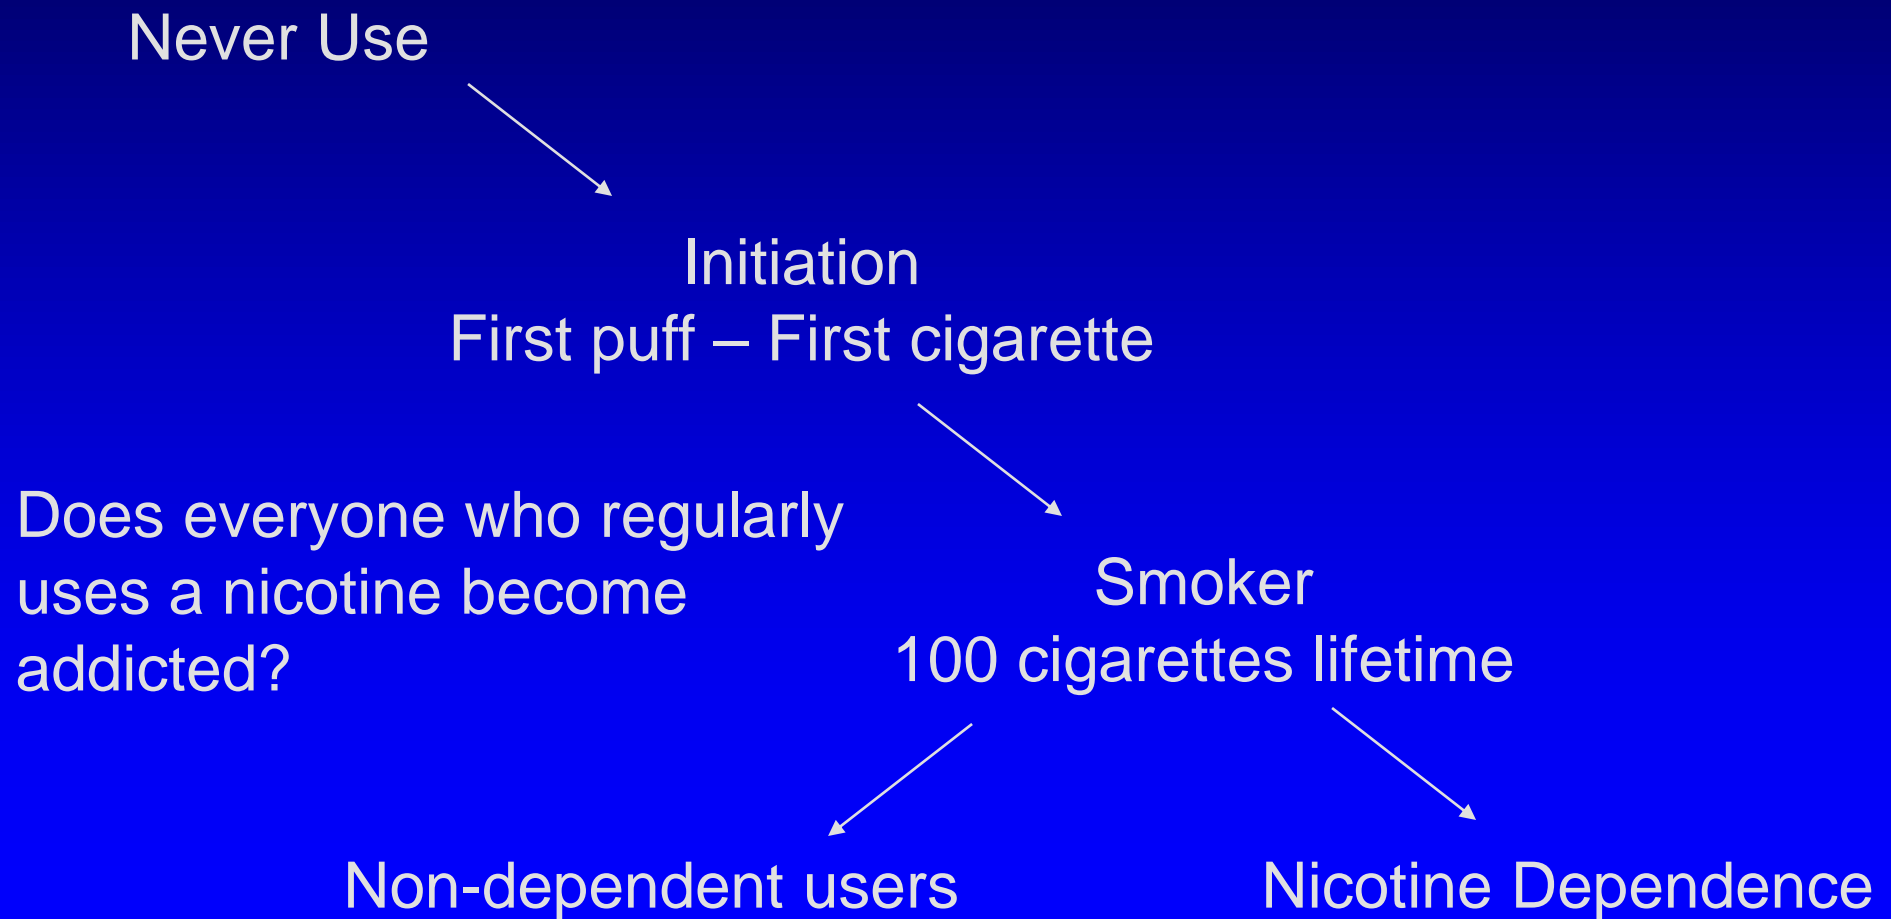 Never Use
Initiation
First puff – First cigarette
Does everyone who regularly
uses a nicotine become
addicted?
Smoker
100 cigarettes lifetime
Non-dependent users
Nicotine Dependence